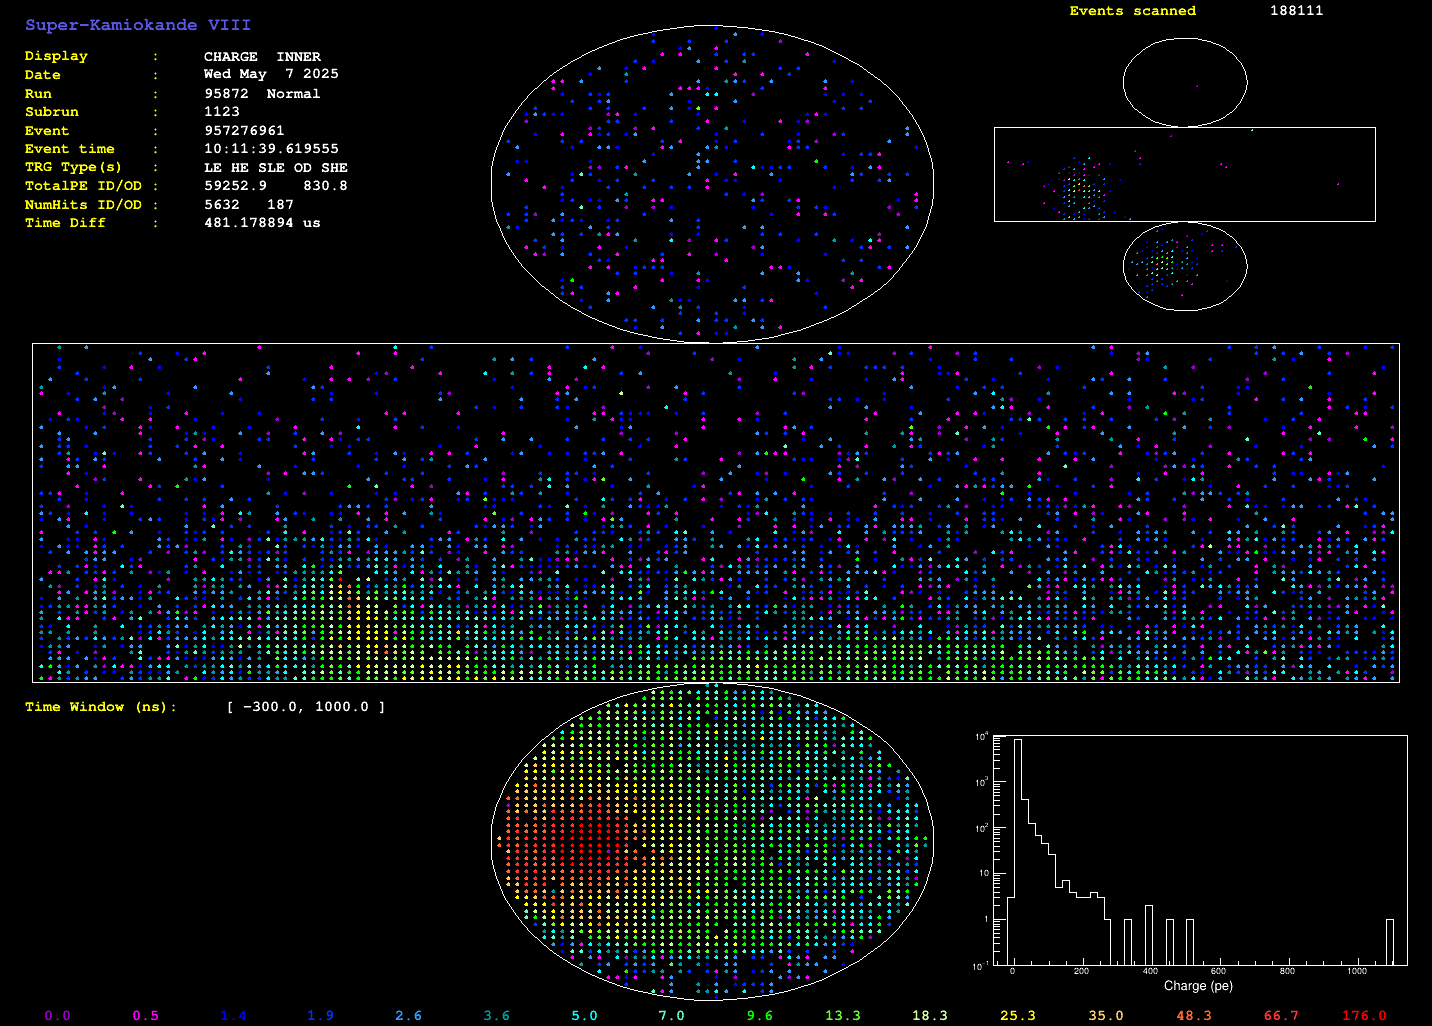 Super-Kamiokande VIII
Display : CHARGE INNER
Date : Wed May 7 2025
Run : 95872 Normal
Subrun : 1123
Event : 957276961
Event time : 10:11:39.619555
TRG Type(s) : LE HE SLE OD SHE
TotalPE ID/OD : 59252.9 830.8
NumHits ID/OD : 5632 187
Time Diff : 481.178894 us
Events scanned 188111
Time Window (ns): [ -300.0, 1000.0 ]
10^4
10^3
10^2
10
1
10^-1
0 200 400 600 800 1000
Charge (pe)
0.0 0.5 1.4 1.9 2.6 3.6 5.0 7.0 9.6 13.3 18.3 25.3 35.0 48.3 66.7 176.0